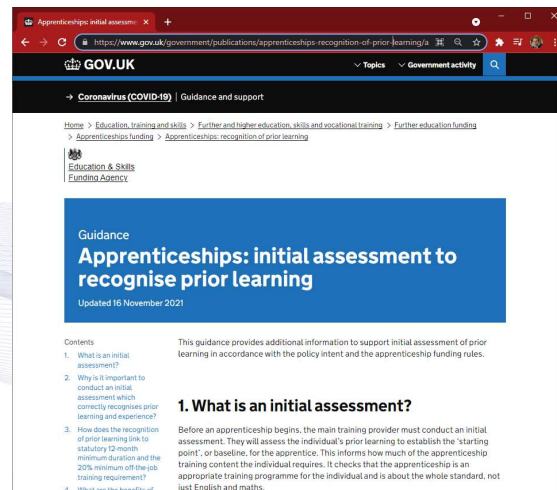 Apprenticeships: initial assessme
https://www.gov.uk/government/publications/apprenticeships-recognition-of-prior-learning/a
GOV.UK
Topics
Government activity
→ Coronavirus (COVID-19) | Guidance and support
Home > Education, training and skills > Further and higher education, skills and vocational training > Further education funding
> Apprenticeships funding > Apprenticeships: recognition of prior learning
Education & Skills
Funding Agency
Guidance
Apprenticeships: initial assessment to
recognise prior learning
Updated 16 November 2021
Contents
1. What is an initial
assessment?
2. Why is it important to
conduct an initial
assessment which
correctly recognises prior
learning and experience?
3. How does the recognition
of prior learning link to
statutory 12-month
minimum duration and the
20% minimum off-the-job
training requirement?
4. What are the benefits of
This guidance provides additional information to support initial assessment of prior
learning in accordance with the policy intent and the apprenticeship funding rules.
1. What is an initial assessment?
Before an apprenticeship begins, the main training provider must conduct an initial
assessment. They will assess the individual's prior learning to establish the 'starting
point', or baseline, for the apprentice. This informs how much of the apprenticeship
training content the individual requires. It checks that the apprenticeship is an
appropriate training programme for the individual and is about the whole standard, not
just English and maths.